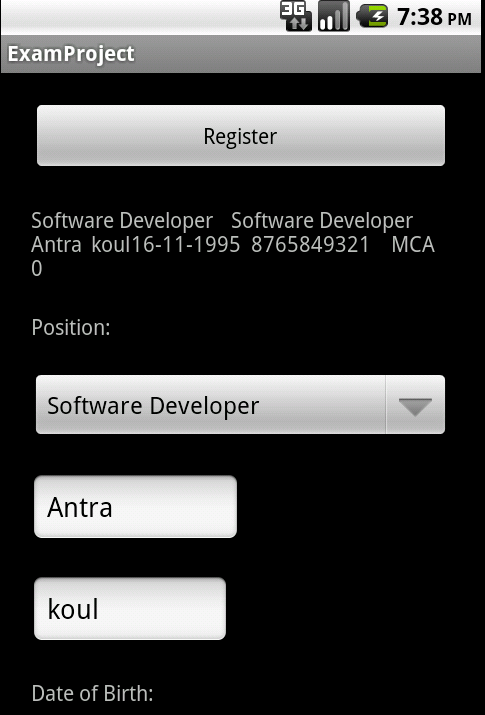 3G 7:38 PM
ExamProject
Register
Software Developer Software Developer
Antra koul16-11-1995 8765849321 MCA
0
Position:
Software Developer
Antra
koul
Date of Birth: